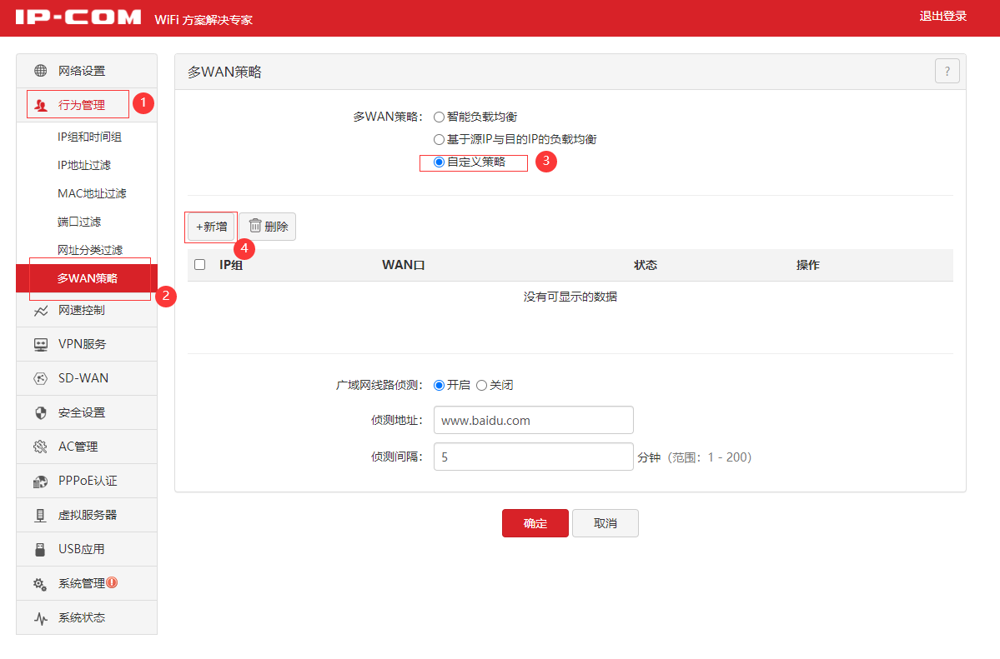 IP-COM WiFi 方案解决专家 退出登录
网络设置
行为管理 1
IP组和时间组
IP地址过滤
MAC地址过滤
端口过滤
网址分类过滤
多WAN策略 2
网速控制
VPN服务
SD-WAN
安全设置
AC管理
PPPoE认证
虚拟服务器
USB应用
系统管理
系统状态
多WAN策略 ?
多WAN策略： 智能负载均衡
基于源IP与目的IP的负载均衡
自定义策略 3
+新增 删除
4
IP组 WAN口 状态 操作
没有可显示的数据
广域网线路侦测： 开启 关闭
侦测地址： www.baidu.com
侦测间隔： 5 分钟（范围：1 - 200）
确定 取消